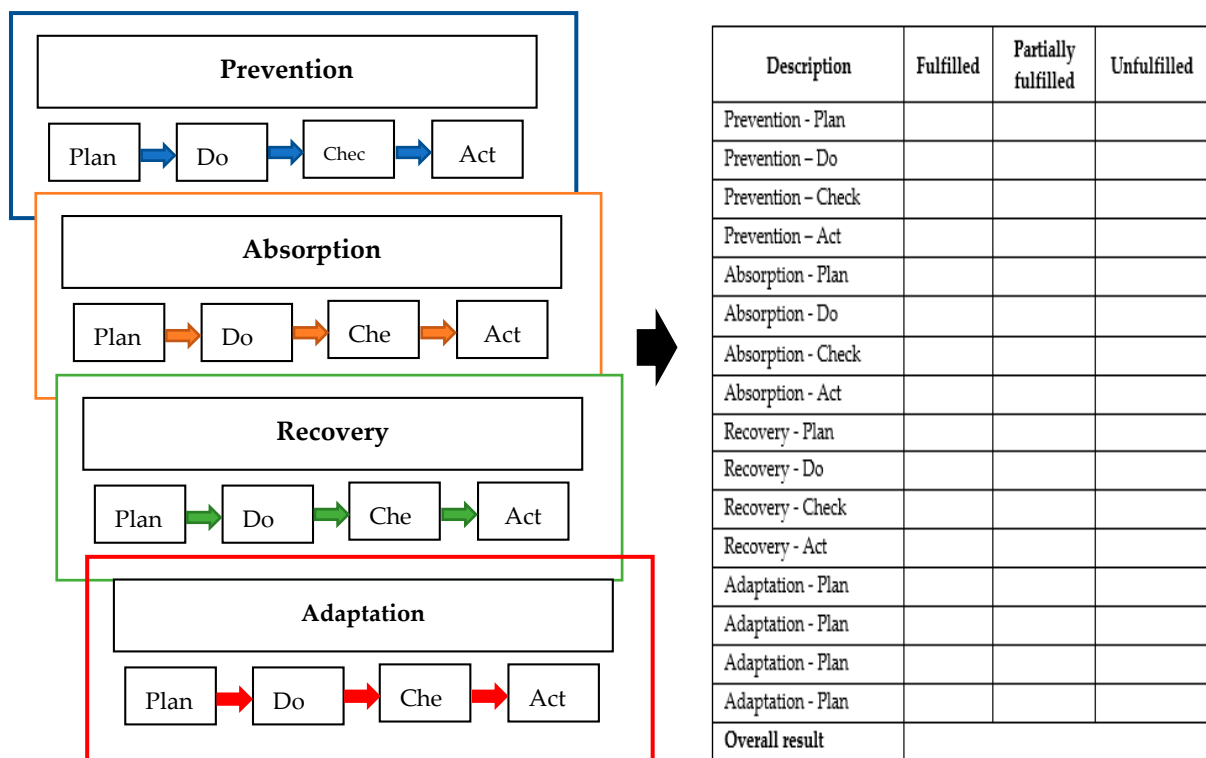 Prevention
Plan Do Chec Act
Absorption
Plan Do Che Act
Recovery
Plan Do Che Act
Adaptation
Plan Do Che Act
Description Fulfilled Partially fulfilled Unfulfilled
Prevention - Plan
Prevention – Do
Prevention – Check
Prevention – Act
Absorption - Plan
Absorption - Do
Absorption - Check
Absorption - Act
Recovery - Plan
Recovery - Do
Recovery - Check
Recovery - Act
Adaptation - Plan
Adaptation - Plan
Adaptation - Plan
Adaptation - Plan
Overall result